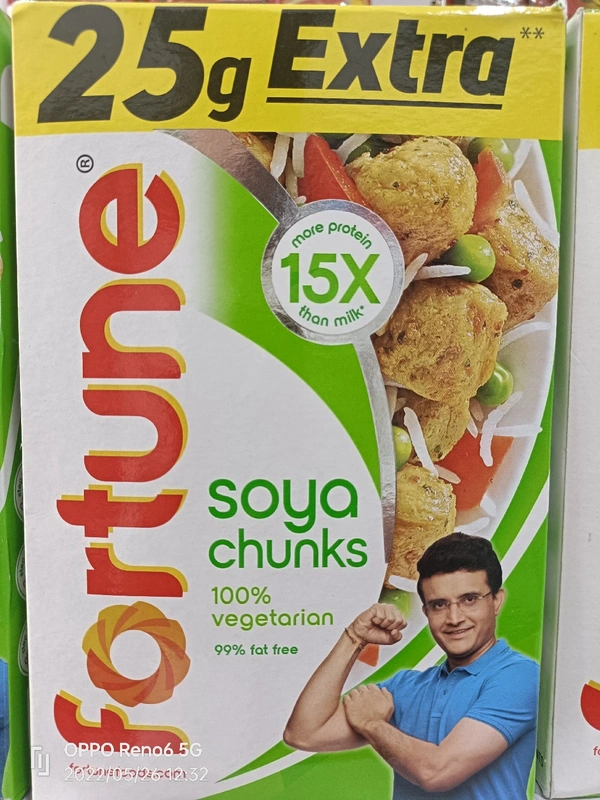 25g Extra**
fortune®
more protein
15X
than milk*
soya
chunks
100%
vegetarian
99% fat free
OPPO Reno6 5G